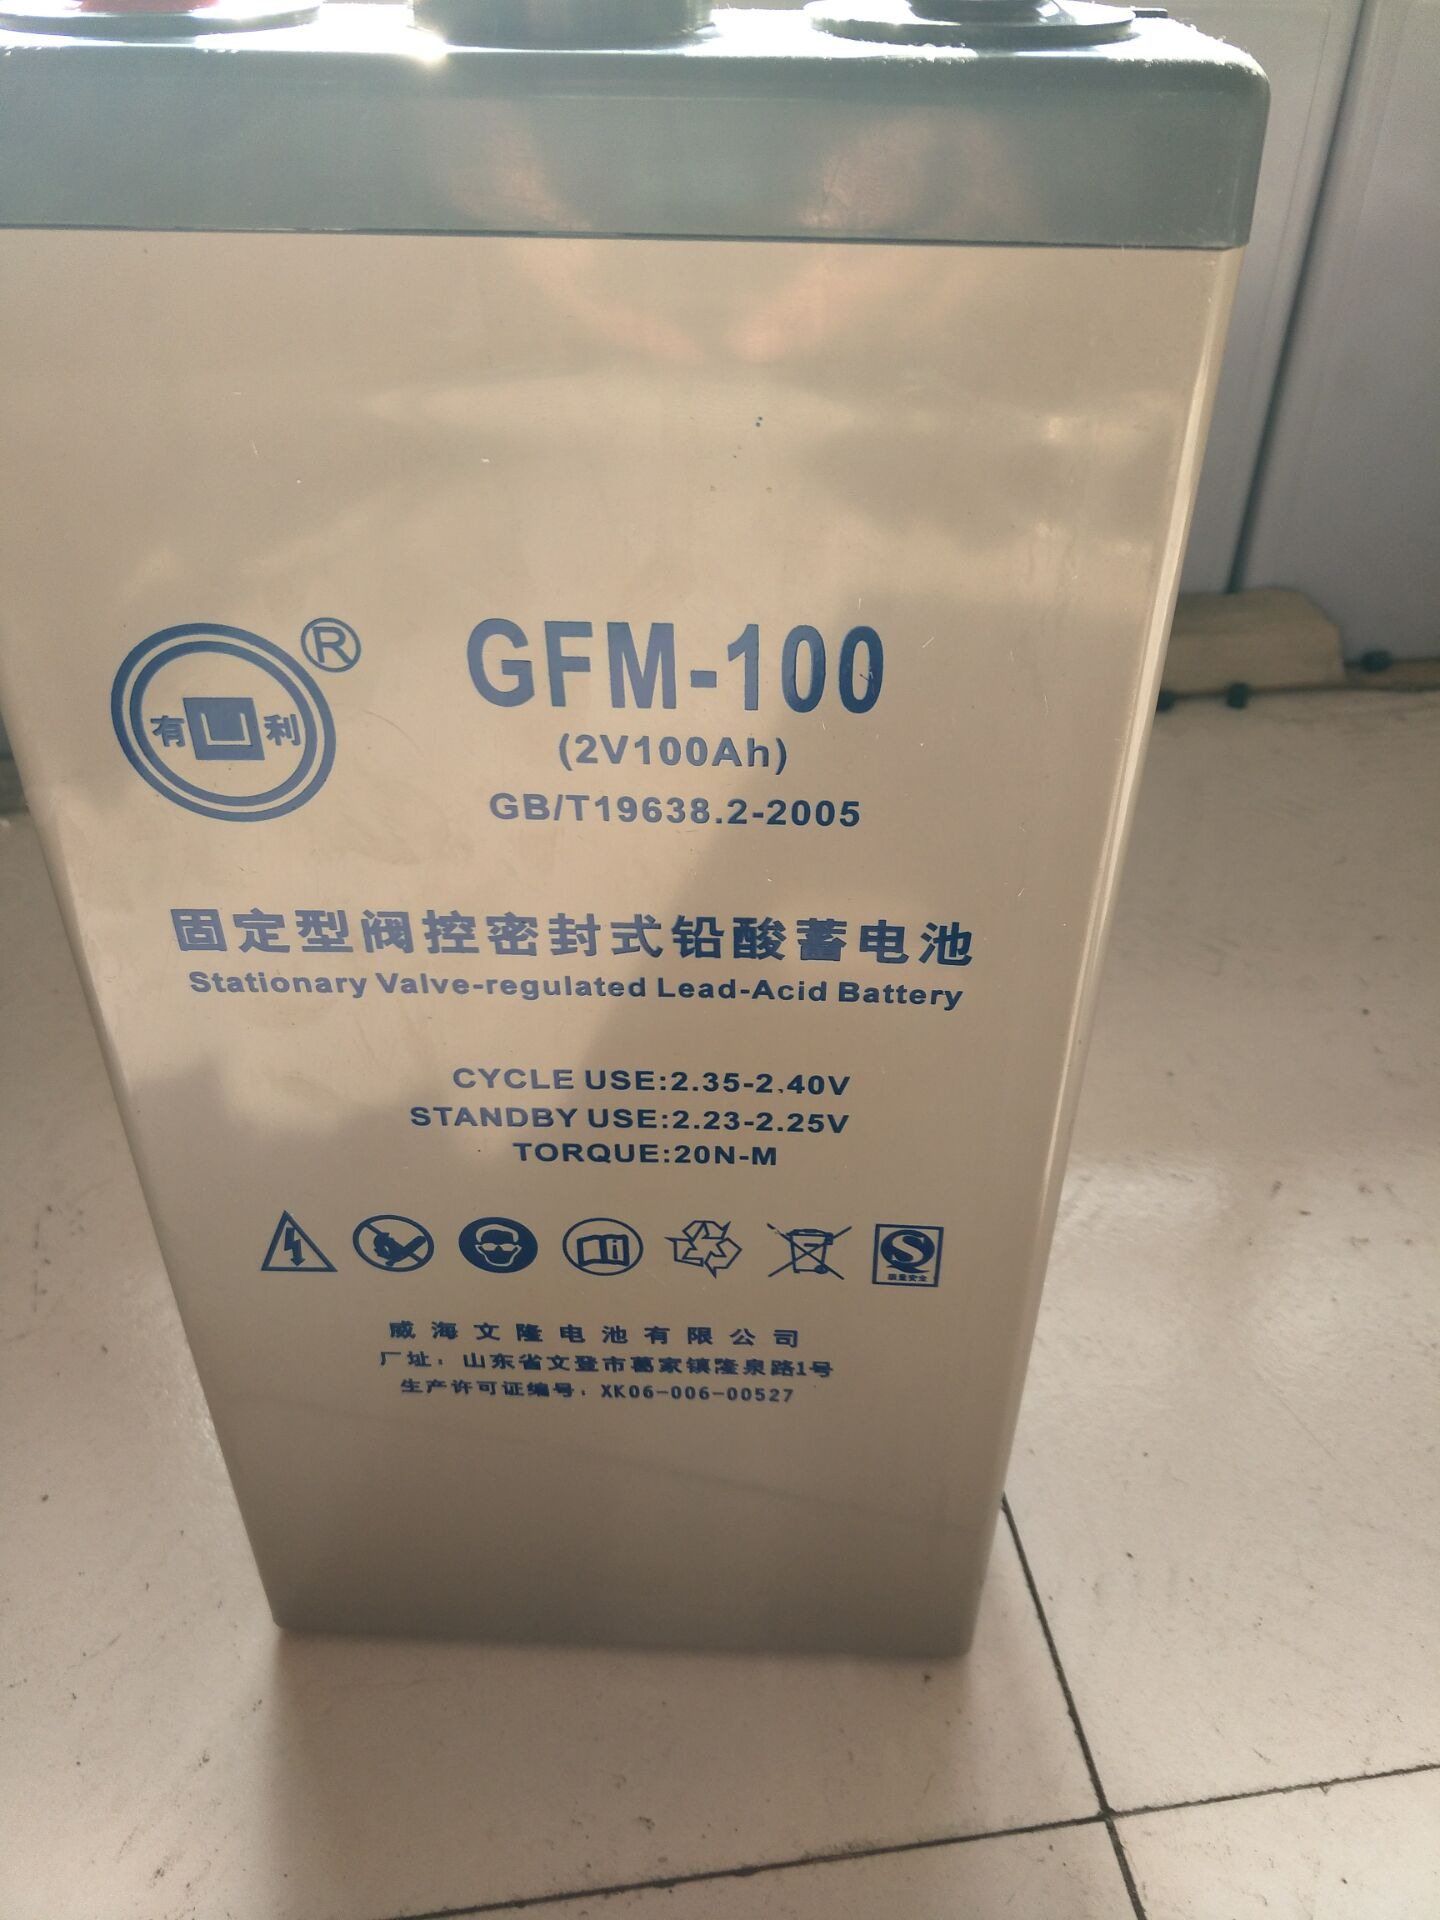 有利
®
GFM-100
(2V100Ah)
GB/T19638.2-2005
固定型阀控密封式铅酸蓄电池
Stationary Valve-regulated Lead-Acid Battery
CYCLE USE:2.35-2.40V
STANDBY USE:2.23-2.25V
TORQUE:20N-M
质量安全
威海文隆电池有限公司
厂址：山东省文登市葛家镇隆泉路1号
生产许可证编号：XK06-006-00527